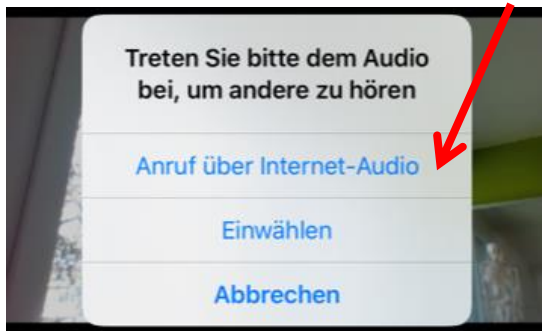 Treten Sie bitte dem Audio
bei, um andere zu hören
Anruf über Internet-Audio
Einwählen
Abbrechen